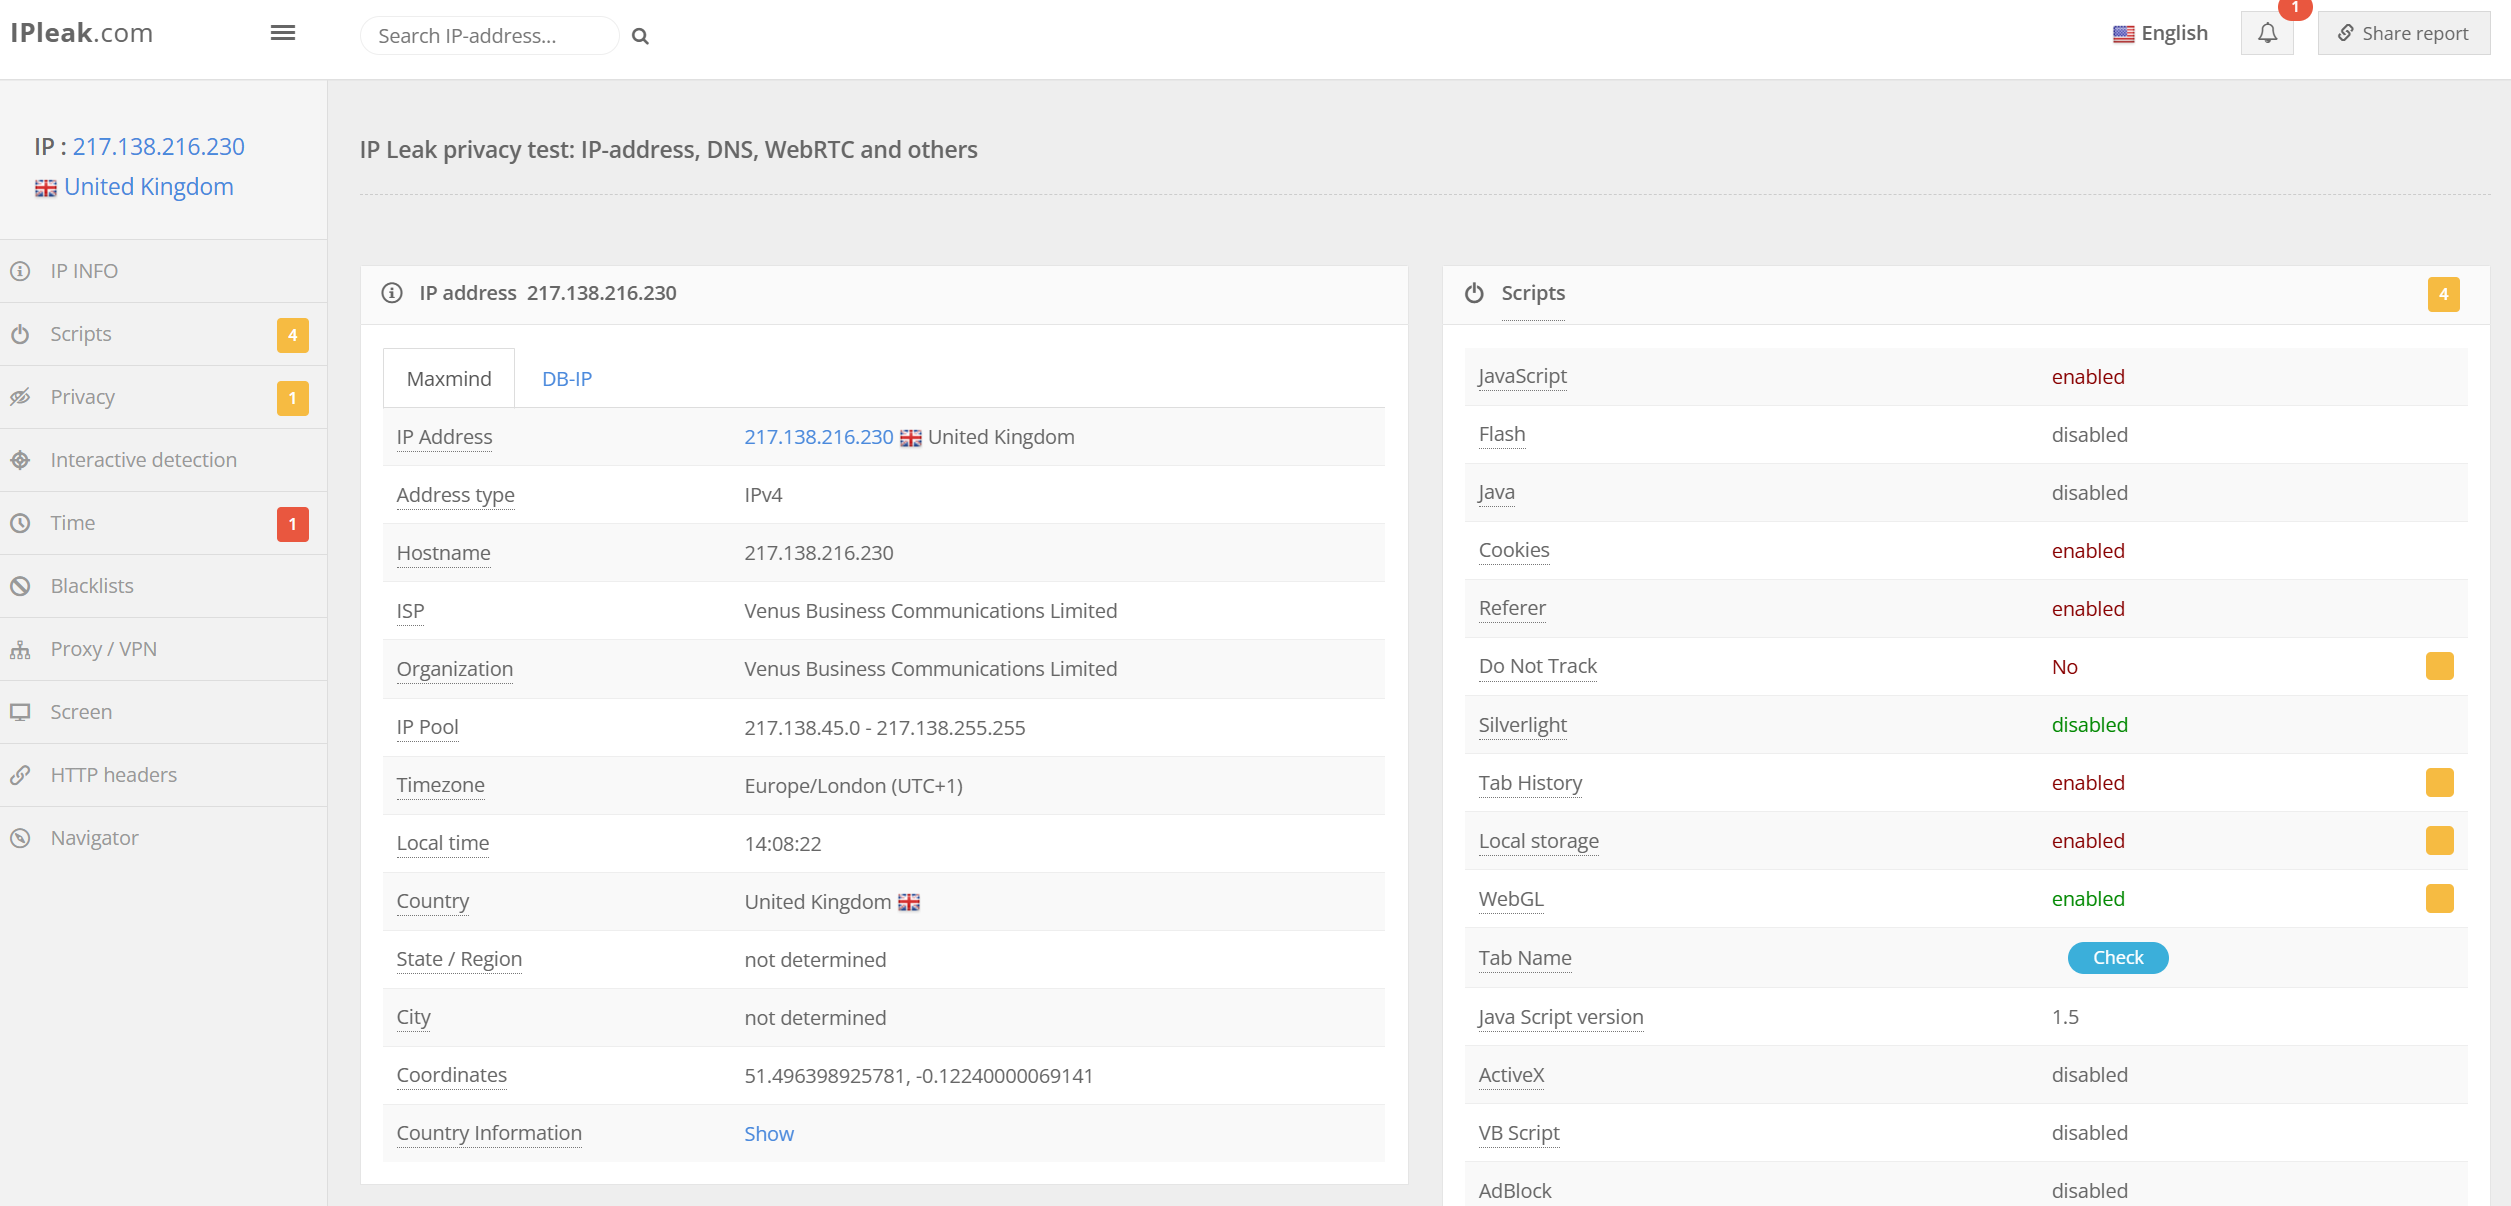 IPleak.com
Search IP-address...
English
1
Share report
IP : 217.138.216.230
United Kingdom
IP INFO
Scripts 4
Privacy 1
Interactive detection
Time 1
Blacklists
Proxy / VPN
Screen
HTTP headers
Navigator
IP Leak privacy test: IP-address, DNS, WebRTC and others
IP address 217.138.216.230
Maxmind DB-IP
IP Address 217.138.216.230 United Kingdom
Address type IPv4
Hostname 217.138.216.230
ISP Venus Business Communications Limited
Organization Venus Business Communications Limited
IP Pool 217.138.45.0 - 217.138.255.255
Timezone Europe/London (UTC+1)
Local time 14:08:22
Country United Kingdom
State / Region not determined
City not determined
Coordinates 51.496398925781, -0.12240000069141
Country Information Show
Scripts 4
JavaScript enabled
Flash disabled
Java disabled
Cookies enabled
Referer enabled
Do Not Track No
Silverlight disabled
Tab History enabled
Local storage enabled
WebGL enabled
Tab Name Check
Java Script version 1.5
ActiveX disabled
VB Script disabled
AdBlock disabled